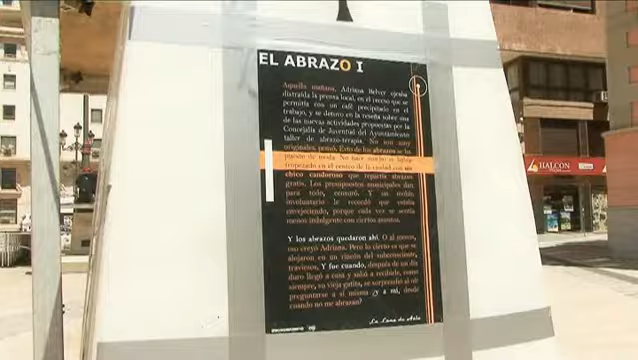 EL ABRAZO I
Aquella mañana, Adriana Belver ojeaba
distraída la prensa local, en el receso que se
permitía con un café precipitado en el
trabajo, y se detuvo en la reseña sobre una
de las nuevas actividades propuestas por la
Concejalía de Juventud del Ayuntamiento
taller de abrazo-terapia. No son muy
originales, pensó. Esto de los abrazos se ha
puesto de moda. No hace mucho se había
tropezado en el centro de la ciudad con un
chico candoroso que repartía abrazos
gratis. Los presupuestos municipales dan
para todo, censuró. Y un mohín
involuntario le recordó que estaba
envejeciendo, porque cada vez se sentía
menos indulgente con ciertos asuntos.
Y los abrazos quedaron ahí. O al menos,
eso creyó Adriana. Pero lo cierto es que se
alojaron en un rincón del subconsciente,
traviesos. Y fue cuando, después de un día
duro llegó a casa y salió a recibirle, como
siempre, su vieja gatita, se sorprendió al oír
preguntarse a sí misma ¿y a mí, desde
cuándo no me abrazan?
La Luna de
HALCON